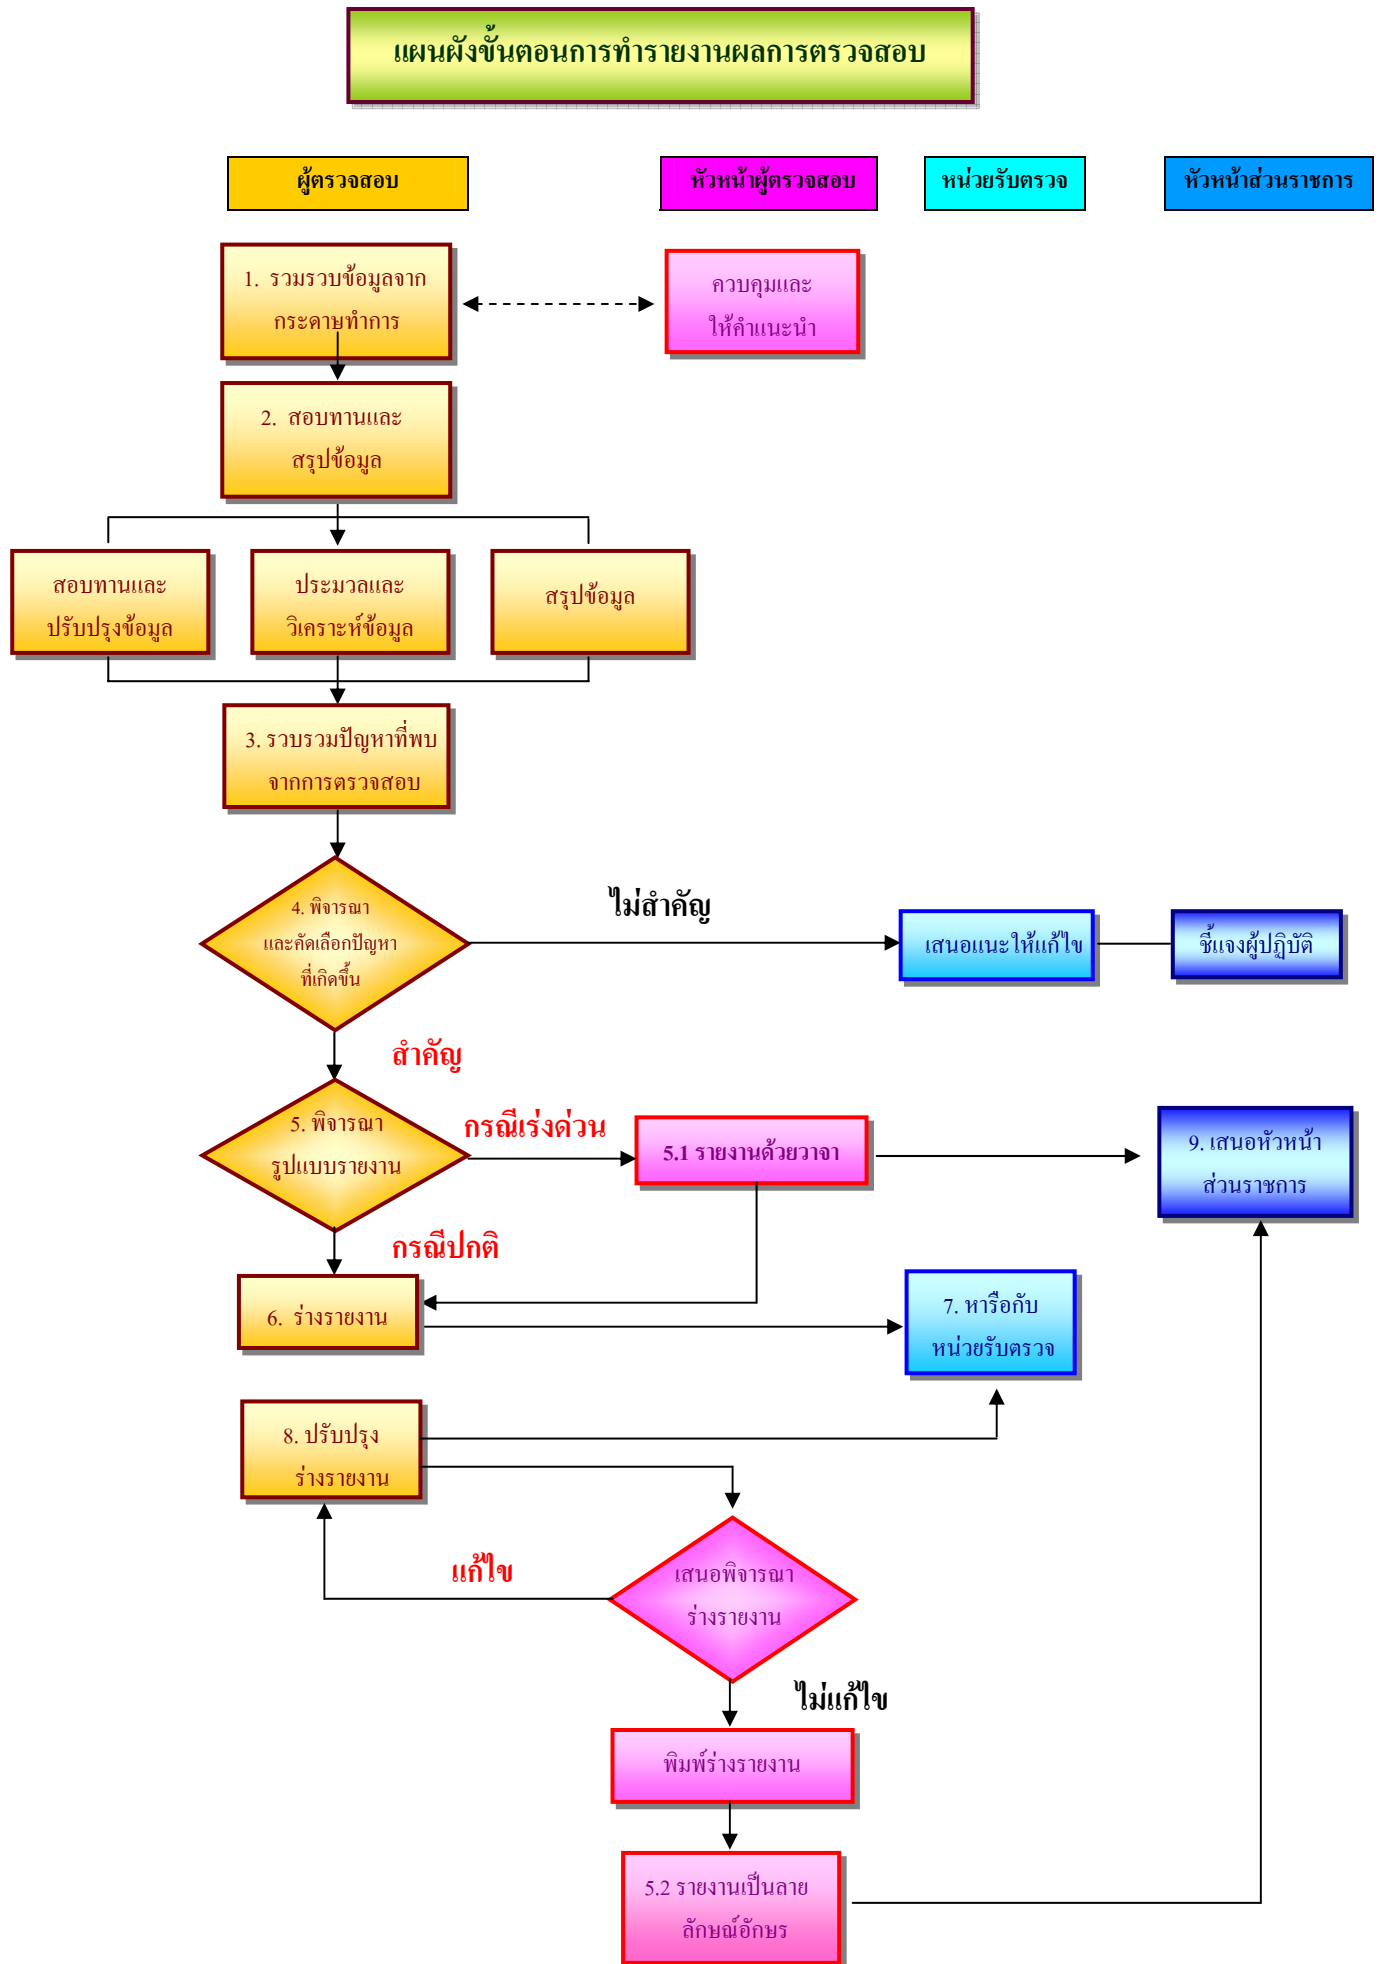 แผนผังขั้นตอนการทำรายงานผลการตรวจสอบ
ผู้ตรวจสอบ
หัวหน้าผู้ตรวจสอบ
หน่วยรับตรวจ
หัวหน้าส่วนราชการ
1. รวมรวบข้อมูลจาก
กระดาษทำการ
ควบคุมและ
ให้คำแนะนำ
2. สอบทานและ
สรุปข้อมูล
สอบทานและ
ปรับปรุงข้อมูล
ประมวลและ
วิเคราะห์ข้อมูล
สรุปข้อมูล
3. รวบรวมปัญหาที่พบ
จากการตรวจสอบ
4. พิจารณา
และคัดเลือกปัญหา
ที่เกิดขึ้น
ไม่สำคัญ
เสนอแนะให้แก้ไข
ชี้แจงผู้ปฏิบัติ
สำคัญ
5. พิจารณา
รูปแบบรายงาน
กรณีเร่งด่วน
5.1 รายงานด้วยวาจา
9. เสนอหัวหน้า
ส่วนราชการ
กรณีปกติ
6. ร่างรายงาน
7. หารือกับ
หน่วยรับตรวจ
8. ปรับปรุง
ร่างรายงาน
แก้ไข
เสนอพิจารณา
ร่างรายงาน
ไม่แก้ไข
พิมพ์ร่างรายงาน
5.2 รายงานเป็นลาย
ลักษณ์อักษร